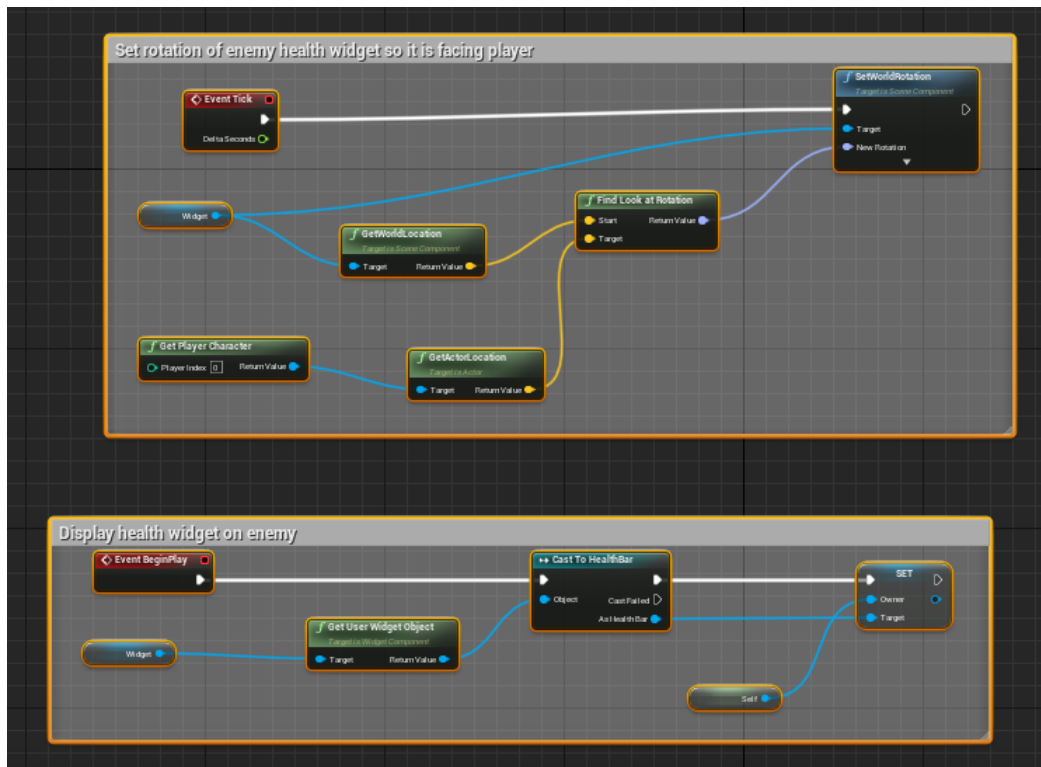 Set rotation of enemy health widget so it is facing player
SetWorldRotation
Target is Scene Component
Event Tick
Delta Seconds
Target
New Rotation
Widget
Find Look at Rotation
Start Return Value
Target
GetWorldLocation
Target is Scene Component
Target Return Value
Get Player Character
Player Index 0 Return Value
GetActorLocation
Target is Actor
Target Return Value
Display health widget on enemy
Event BeginPlay
Cast To HealthBar
Object Cast Failed
As Health Bar
SET
Owner
Target
Get User Widget Object
Target is Widget Component
Target Return Value
Widget
Self